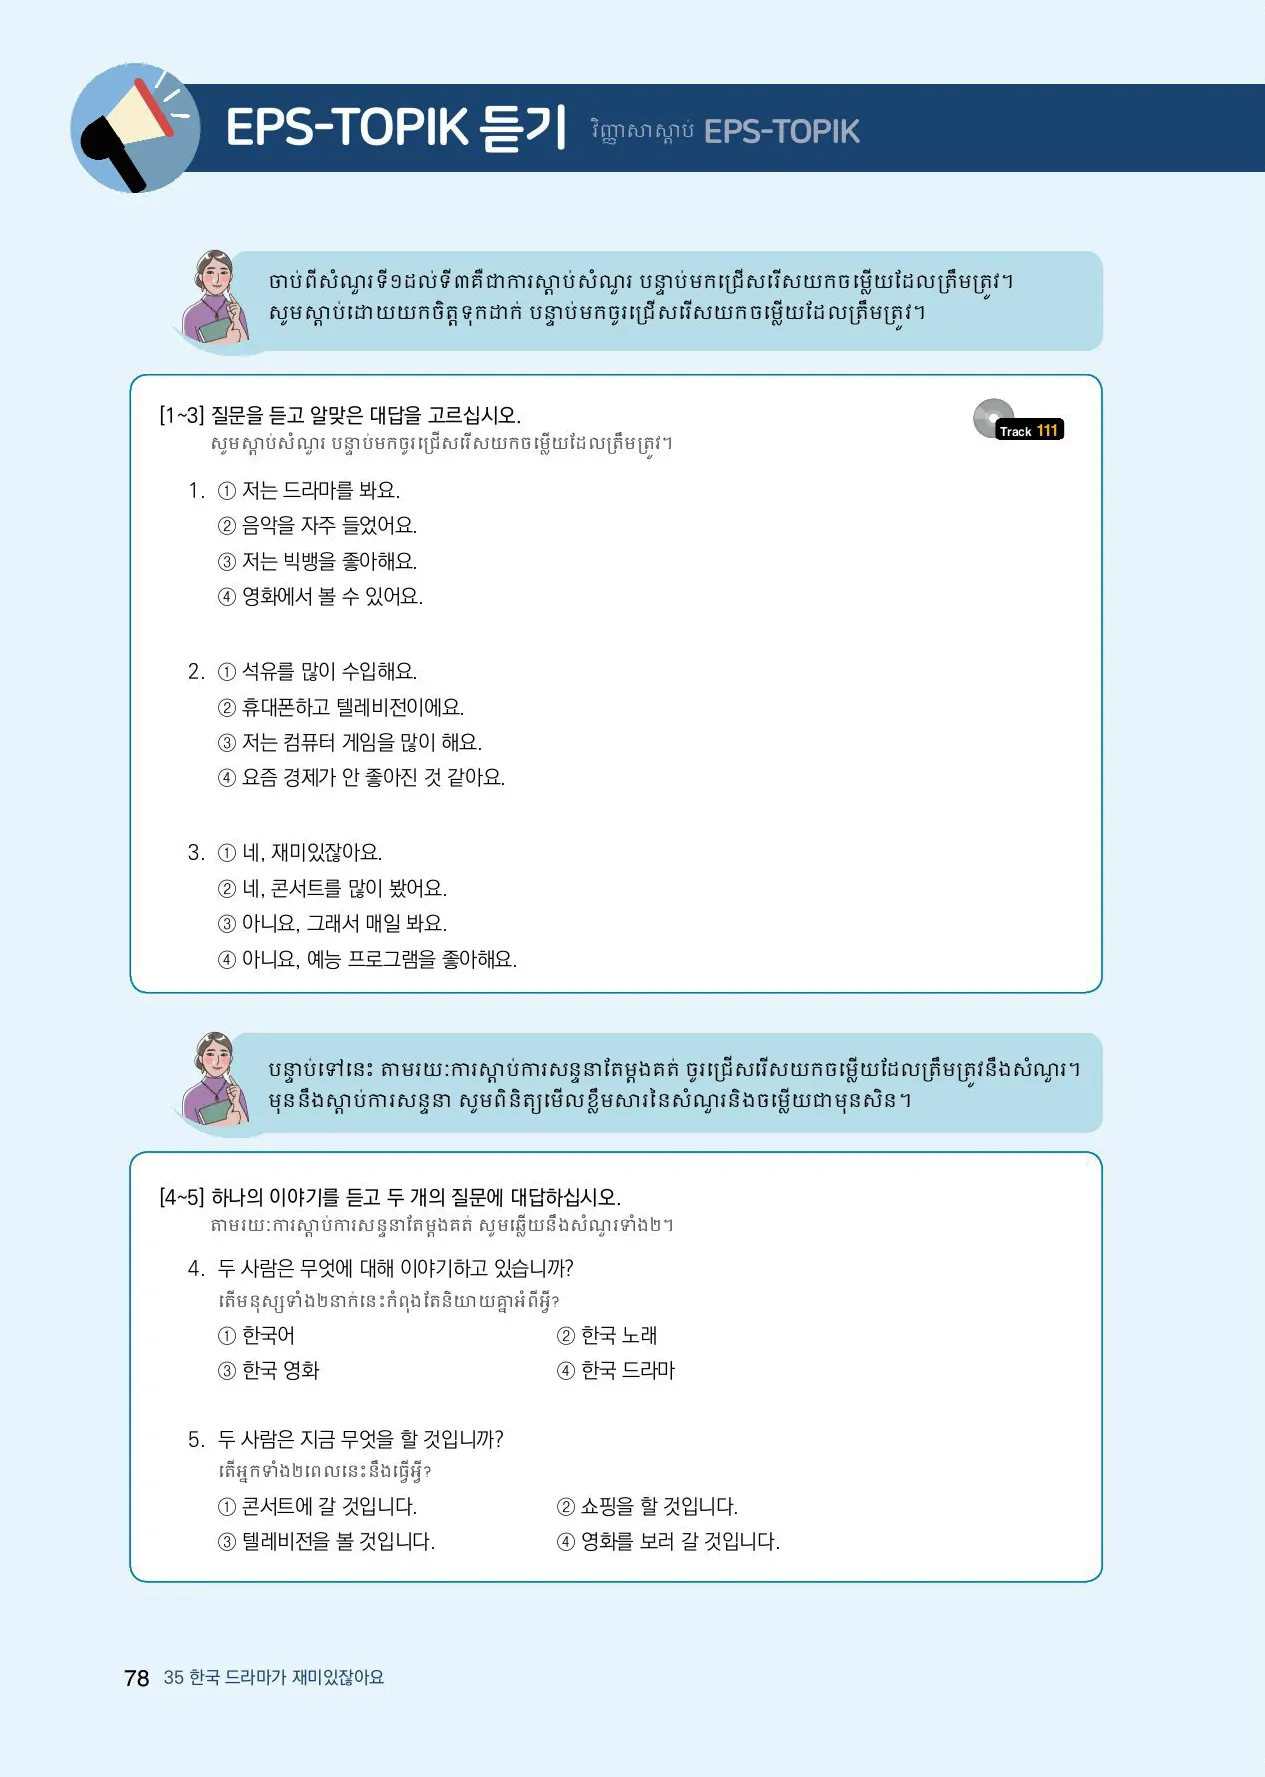 EPS-TOPIK 듣기 វិញ្ញាសាស្តាប់ EPS-TOPIK
ចាប់ពីសំណួរទី១ដល់ទី៣គឺជាការស្តាប់សំណួរ បន្ទាប់មកជ្រើសរើសយកចម្លើយដែលត្រឹមត្រូវ។
សូមស្តាប់ដោយយកចិត្តទុកដាក់ បន្ទាប់មកចូរជ្រើសរើសយកចម្លើយដែលត្រឹមត្រូវ។
[1~3] 질문을 듣고 알맞은 대답을 고르십시오.
Track 111
សូមស្តាប់សំណួរ បន្ទាប់មកចូរជ្រើសរើសយកចម្លើយដែលត្រឹមត្រូវ។
1. ① 저는 드라마를 봐요.
② 음악을 자주 들었어요.
③ 저는 빅뱅을 좋아해요.
④ 영화에서 볼 수 있어요.
2. ① 석유를 많이 수입해요.
② 휴대폰하고 텔레비전이에요.
③ 저는 컴퓨터 게임을 많이 해요.
④ 요즘 경제가 안 좋아진 것 같아요.
3. ① 네, 재미있잖아요.
② 네, 콘서트를 많이 봤어요.
③ 아니요, 그래서 매일 봐요.
④ 아니요, 예능 프로그램을 좋아해요.
បន្ទាប់ទៅនេះ តាមរយៈការស្តាប់ការសន្ទនាតែម្តងគត់ ចូរជ្រើសរើសយកចម្លើយដែលត្រឹមត្រូវនឹងសំណួរ។
មុននឹងស្តាប់ការសន្ទនា សូមពិនិត្យមើលខ្លឹមសារនៃសំណួរនិងចម្លើយជាមុនសិន។
[4~5] 하나의 이야기를 듣고 두 개의 질문에 대답하십시오.
តាមរយៈការស្តាប់ការសន្ទនាតែម្តងគត់ សូមឆ្លើយនឹងសំណួរទាំង២។
4. 두 사람은 무엇에 대해 이야기하고 있습니까?
តើមនុស្សទាំង២នាក់នេះកំពុងតែនិយាយគ្នាអំពីអ្វី?
① 한국어 ② 한국 노래
③ 한국 영화 ④ 한국 드라마
5. 두 사람은 지금 무엇을 할 것입니까?
តើអ្នកទាំង២ពេលនេះនឹងធ្វើអ្វី?
① 콘서트에 갈 것입니다. ② 쇼핑을 할 것입니다.
③ 텔레비전을 볼 것입니다. ④ 영화를 보러 갈 것입니다.
78 35 한국 드라마가 재미있잖아요